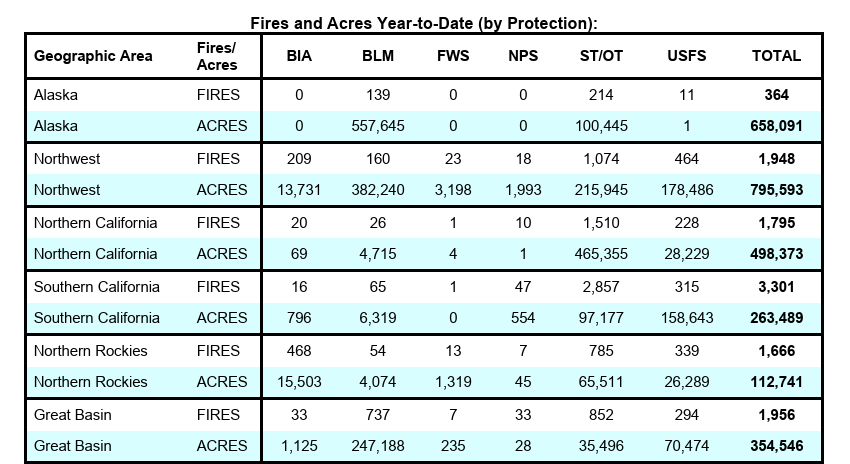 Fires and Acres Year-to-Date (by Protection):
Geographic Area Fires/ Acres BIA BLM FWS NPS ST/OT USFS TOTAL
Alaska FIRES 0 139 0 0 214 11 364
Alaska ACRES 0 557,645 0 0 100,445 1 658,091
Northwest FIRES 209 160 23 18 1,074 464 1,948
Northwest ACRES 13,731 382,240 3,198 1,993 215,945 178,486 795,593
Northern California FIRES 20 26 1 10 1,510 228 1,795
Northern California ACRES 69 4,715 4 1 465,355 28,229 498,373
Southern California FIRES 16 65 1 47 2,857 315 3,301
Southern California ACRES 796 6,319 0 554 97,177 158,643 263,489
Northern Rockies FIRES 468 54 13 7 785 339 1,666
Northern Rockies ACRES 15,503 4,074 1,319 45 65,511 26,289 112,741
Great Basin FIRES 33 737 7 33 852 294 1,956
Great Basin ACRES 1,125 247,188 235 28 35,496 70,474 354,546